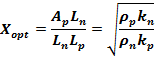 X_opt = A_p L_n / L_n L_p = √(ρ_p k_n / ρ_n k_p)